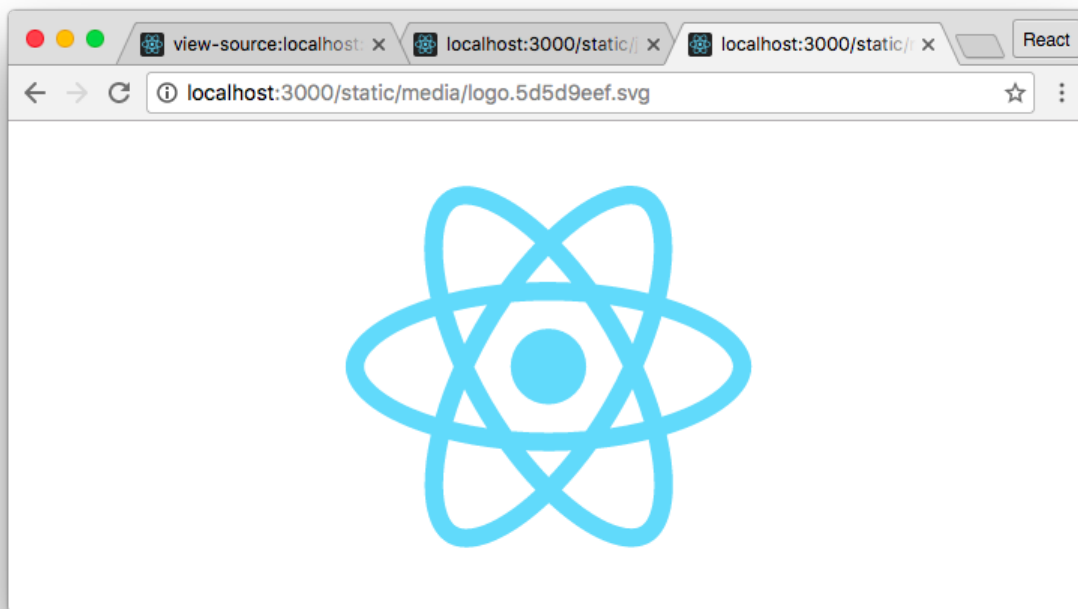 view-source:localhost:
localhost:3000/static/j
localhost:3000/static/
React
localhost:3000/static/media/logo.5d5d9eef.svg